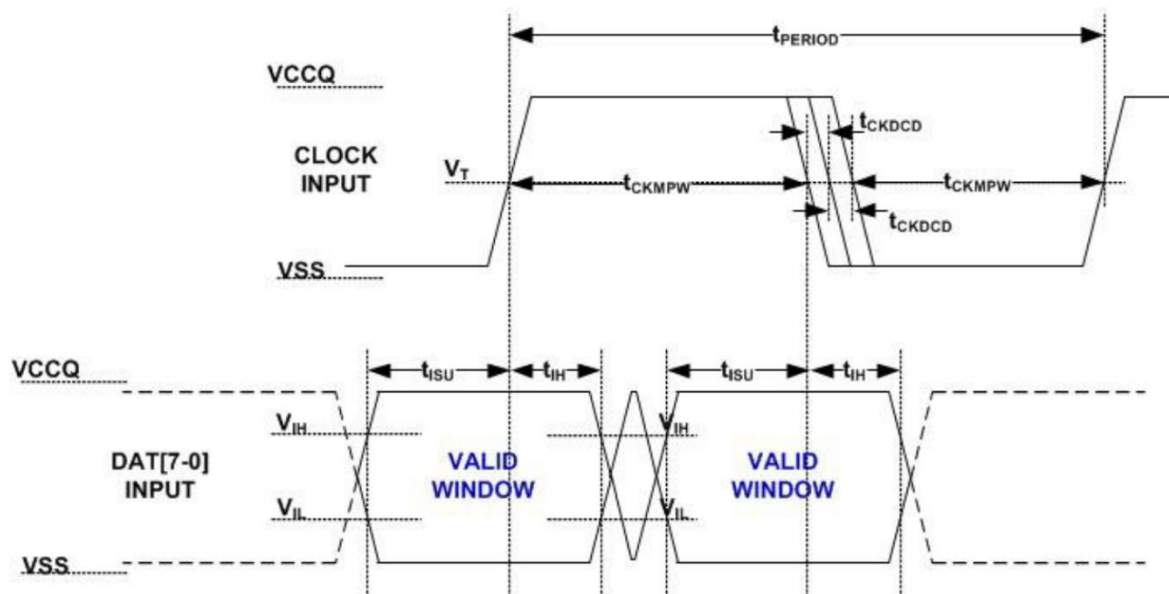 tPERIOD
VCCQ
tCKDCD
CLOCK
INPUT
VT
tCKMPW
tCKMPW
tCKDCD
VSS
VCCQ
tISU
tIH
tISU
tIH
VIH
VIH
DAT[7-0]
INPUT
VALID
WINDOW
VALID
WINDOW
VIL
VIL
VSS